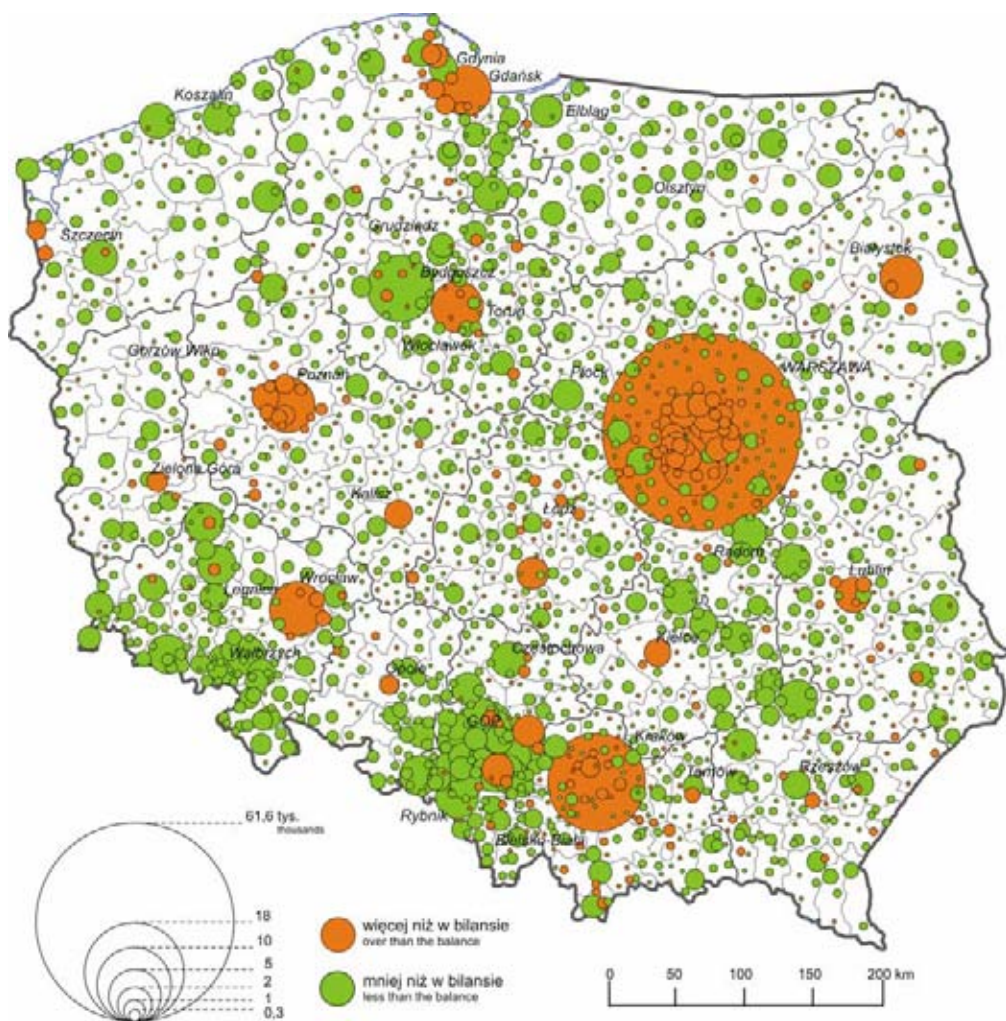 Gdynia
Gdańsk
Koszalin
Elbląg
Olsztyn
Grudziądz
Szczecin
Białystok
Bydgoszcz
Toruń
Włocławek
Gorzów Wlkp
Poznań
Płock
WARSZAWA
Zielona Góra
Kalisz
Łódź
Radom
Lublin
Legnica
Wrocław
Wałbrzych
Kielce
Częstochowa
Opole
GOP
Kraków
Tarnów
Rzeszów
Rybnik
Bielsko-Biała
61,6 tys.
thousands
18
10
5
2
1
0,3
więcej niż w bilansie
over than the balance
mniej niż w bilansie
less than the balance
0 50 100 150 200 km